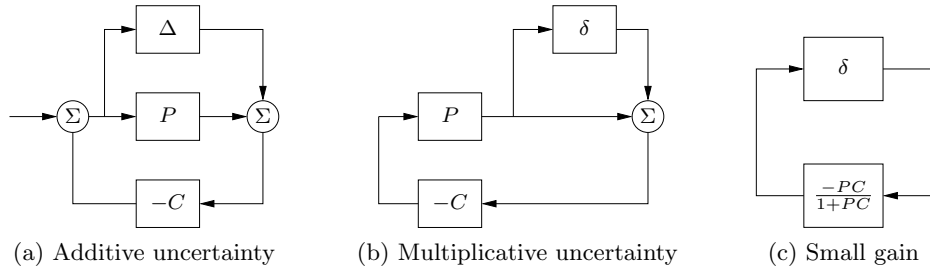 Δ
Σ
P
Σ
−C
(a) Additive uncertainty
δ
P
Σ
−C
(b) Multiplicative uncertainty
δ
−PC
1+PC
(c) Small gain